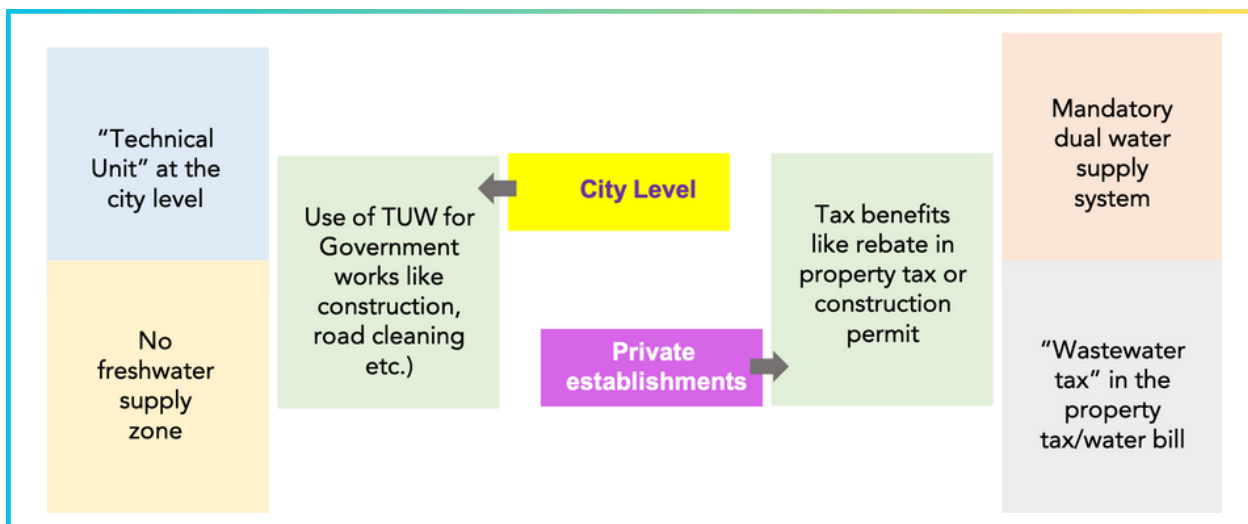 “Technical
Unit” at the
city level
No
freshwater
supply
zone
Use of TUW for
Government
works like
construction,
road cleaning
etc.)
City Level
Private
establishments
Tax benefits
like rebate in
property tax or
construction
permit
Mandatory
dual water
supply
system
“Wastewater
tax” in the
property
tax/water bill